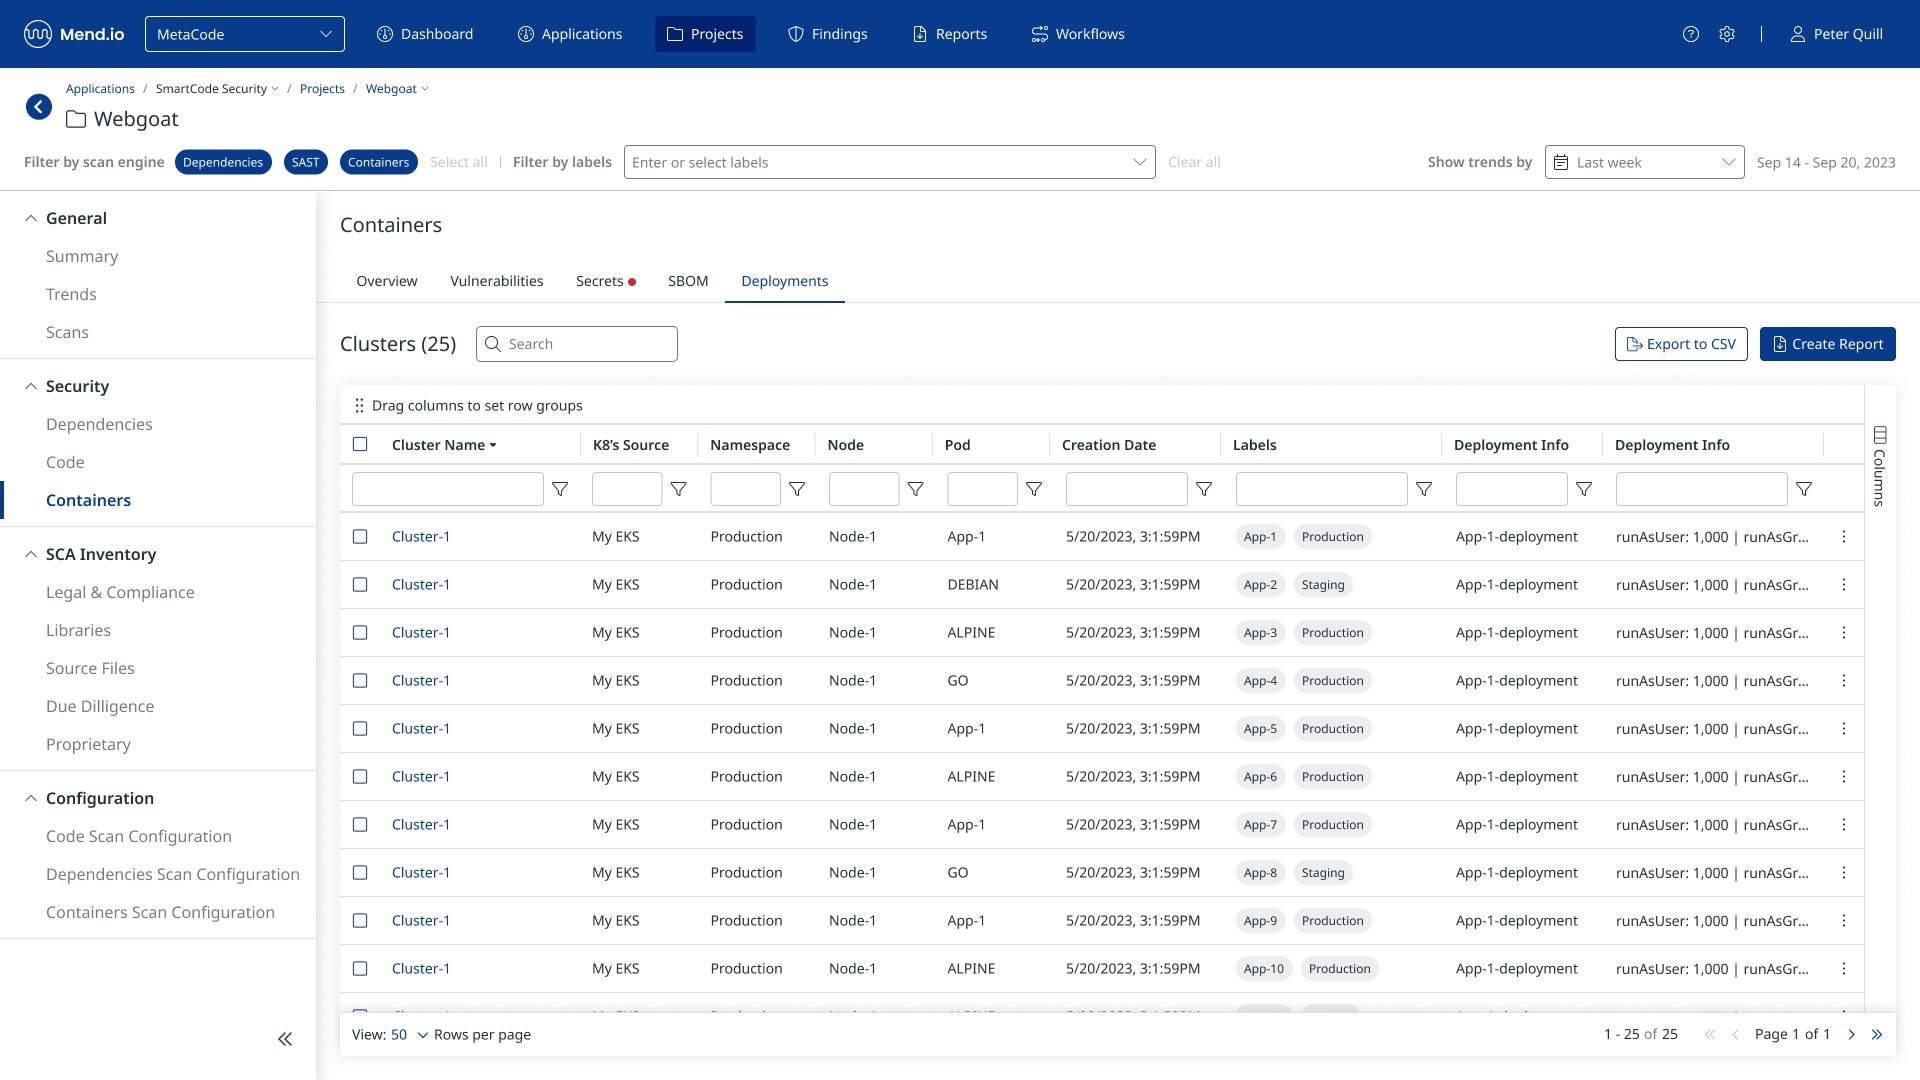 Mend.io MetaCode Dashboard Applications Projects Findings Reports Workflows Peter Quill
Applications / SmartCode Security / Projects / Webgoat
Webgoat
Filter by scan engine Dependencies SAST Containers Select all | Filter by labels Enter or select labels Clear all Show trends by Last week Sep 14 - Sep 20, 2023
General
Summary
Trends
Scans
Security
Dependencies
Code
Containers
SCA Inventory
Legal & Compliance
Libraries
Source Files
Due Dilligence
Proprietary
Configuration
Code Scan Configuration
Dependencies Scan Configuration
Containers Scan Configuration
Containers
Overview Vulnerabilities Secrets SBOM Deployments
Clusters (25) Search Export to CSV Create Report
Drag columns to set row groups
Cluster Name K8’s Source Namespace Node Pod Creation Date Labels Deployment Info Deployment Info
Columns
Cluster-1 My EKS Production Node-1 App-1 5/20/2023, 3:1:59PM App-1 Production App-1-deployment runAsUser: 1,000 | runAsGr...
Cluster-1 My EKS Production Node-1 DEBIAN 5/20/2023, 3:1:59PM App-2 Staging App-1-deployment runAsUser: 1,000 | runAsGr...
Cluster-1 My EKS Production Node-1 ALPINE 5/20/2023, 3:1:59PM App-3 Production App-1-deployment runAsUser: 1,000 | runAsGr...
Cluster-1 My EKS Production Node-1 GO 5/20/2023, 3:1:59PM App-4 Production App-1-deployment runAsUser: 1,000 | runAsGr...
Cluster-1 My EKS Production Node-1 App-1 5/20/2023, 3:1:59PM App-5 Production App-1-deployment runAsUser: 1,000 | runAsGr...
Cluster-1 My EKS Production Node-1 ALPINE 5/20/2023, 3:1:59PM App-6 Production App-1-deployment runAsUser: 1,000 | runAsGr...
Cluster-1 My EKS Production Node-1 App-1 5/20/2023, 3:1:59PM App-7 Production App-1-deployment runAsUser: 1,000 | runAsGr...
Cluster-1 My EKS Production Node-1 GO 5/20/2023, 3:1:59PM App-8 Staging App-1-deployment runAsUser: 1,000 | runAsGr...
Cluster-1 My EKS Production Node-1 App-1 5/20/2023, 3:1:59PM App-9 Production App-1-deployment runAsUser: 1,000 | runAsGr...
Cluster-1 My EKS Production Node-1 ALPINE 5/20/2023, 3:1:59PM App-10 Production App-1-deployment runAsUser: 1,000 | runAsGr...
View: 50 Rows per page 1 - 25 of 25 Page 1 of 1